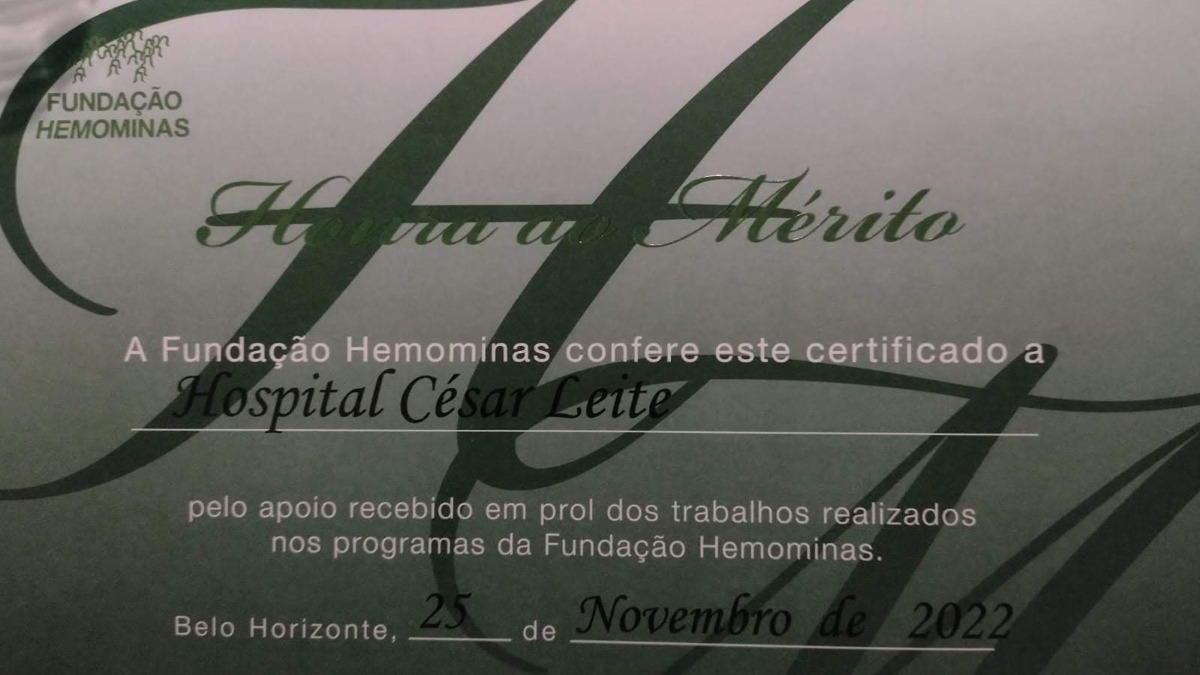 FUNDAÇÃO
HEMOMINAS
Honra ao Mérito
A Fundação Hemominas confere este certificado a
Hospital César Leite
pelo apoio recebido em prol dos trabalhos realizados
nos programas da Fundação Hemominas.
Belo Horizonte, 25 de Novembro de 2022